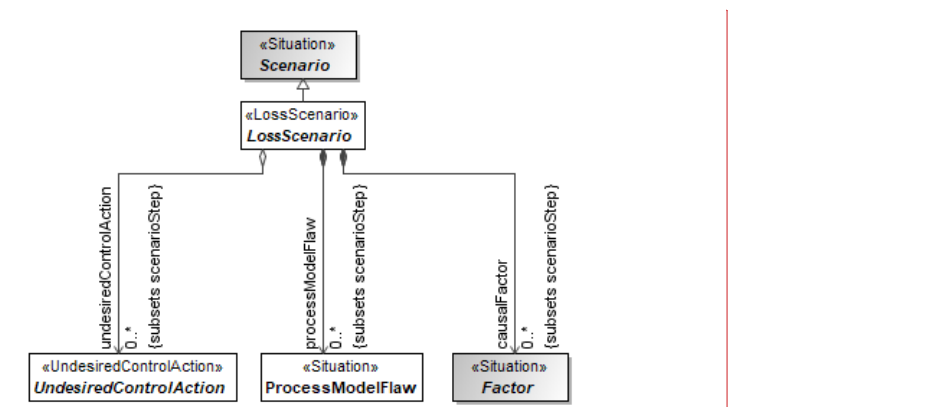 «Situation»
Scenario
«LossScenario»
LossScenario
undesiredControlAction
0..*
{subsets scenarioStep}
processModelFlaw
0..*
{subsets scenarioStep}
causalFactor
0..*
{subsets scenarioStep}
«UndesiredControlAction»
UndesiredControlAction
«Situation»
ProcessModelFlaw
«Situation»
Factor